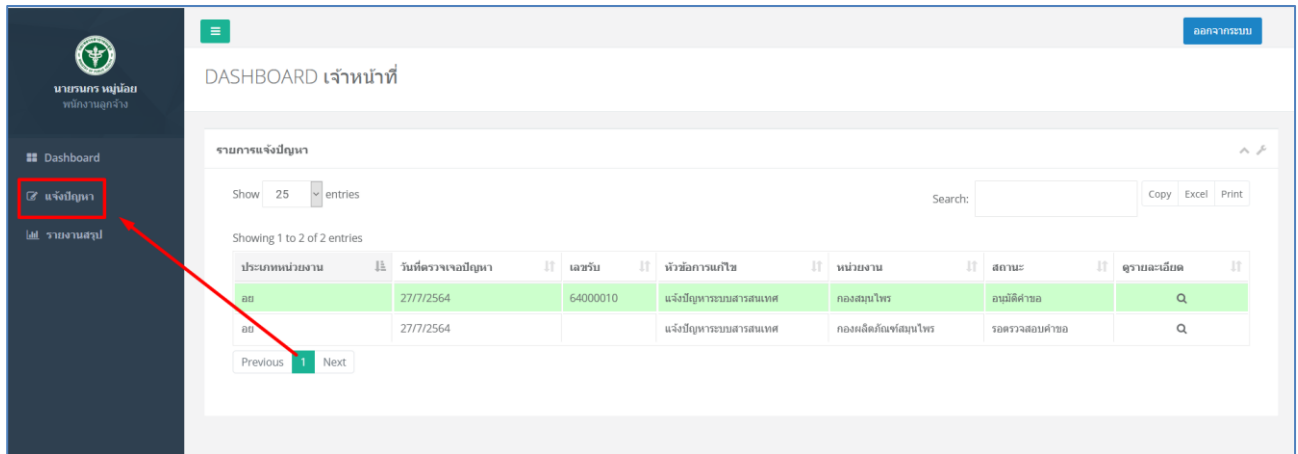 ออกจากระบบ
นายรนกร หมู่น้อย
พนักงานลูกจ้าง
DASHBOARD เจ้าหน้าที่
Dashboard
แจ้งปัญหา
รายงานสรุป
รายการแจ้งปัญหา
Show 25 entries
Search:
Copy Excel Print
Showing 1 to 2 of 2 entries
ประเภทหน่วยงาน วันที่ตรวจเจอปัญหา เลขรับ หัวข้อการแก้ไข หน่วยงาน สถานะ ดูรายละเอียด
อย 27/7/2564 64000010 แจ้งปัญหาระบบสารสนเทศ กองสมุนไพร อนุมัติคำขอ
อย 27/7/2564 แจ้งปัญหาระบบสารสนเทศ กองผลิตภัณฑ์สมุนไพร รอตรวจสอบคำขอ
Previous 1 Next